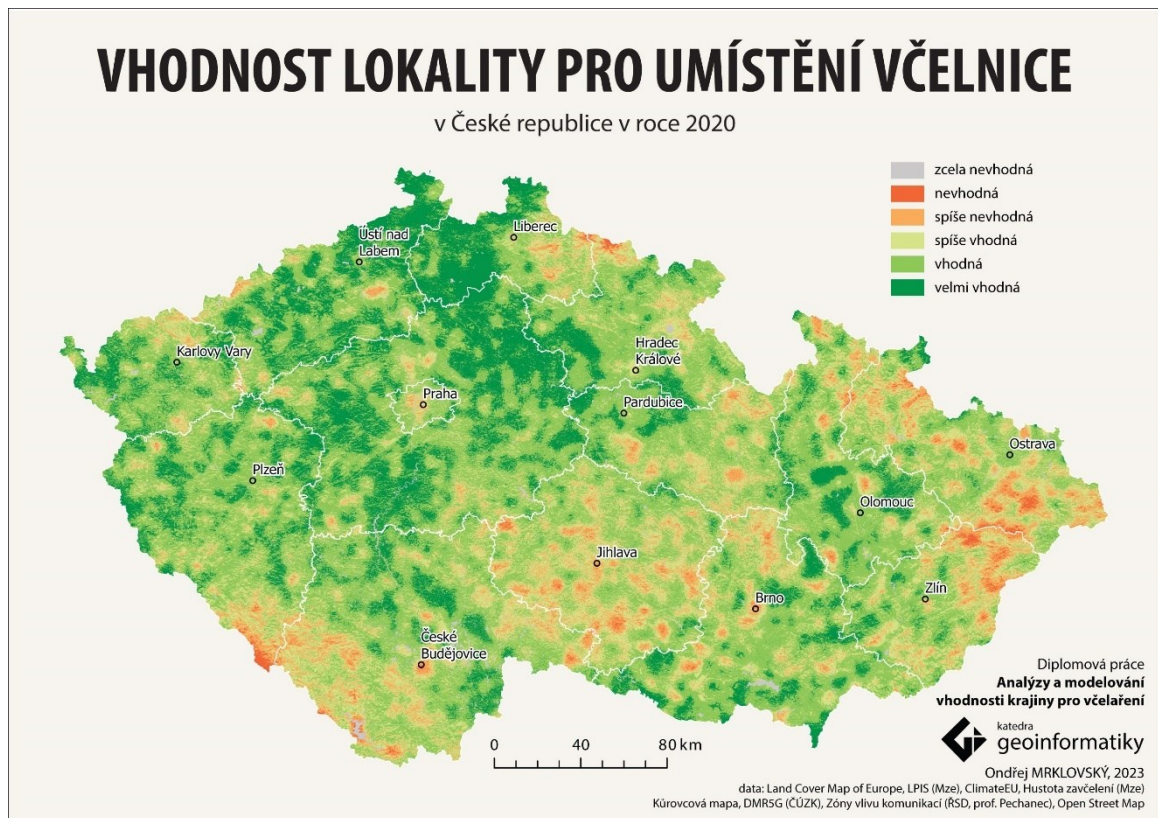 VHODNOST LOKALITY PRO UMÍSTĚNÍ VČELNICE
v České republice v roce 2020
zcela nevhodná
nevhodná
spíše nevhodná
spíše vhodná
vhodná
velmi vhodná
Ústí nad
Labem
Liberec
Karlovy Vary
Hradec
Králové
Praha
Pardubice
Plzeň
Ostrava
Olomouc
Jihlava
Brno
Zlín
České
Budějovice
0 40 80 km
Diplomová práce
Analýzy a modelování
vhodnosti krajiny pro včelaření
katedra
geoinformatiky
Ondřej MRKLOVSKÝ, 2023
data: Land Cover Map of Europe, LPIS (Mze), ClimateEU, Hustota zavčelení (Mze)
Kůrovcová mapa, DMR5G (ČÚZK), Zóny vlivu komunikací (ŘSD, prof. Pechanec), Open Street Map